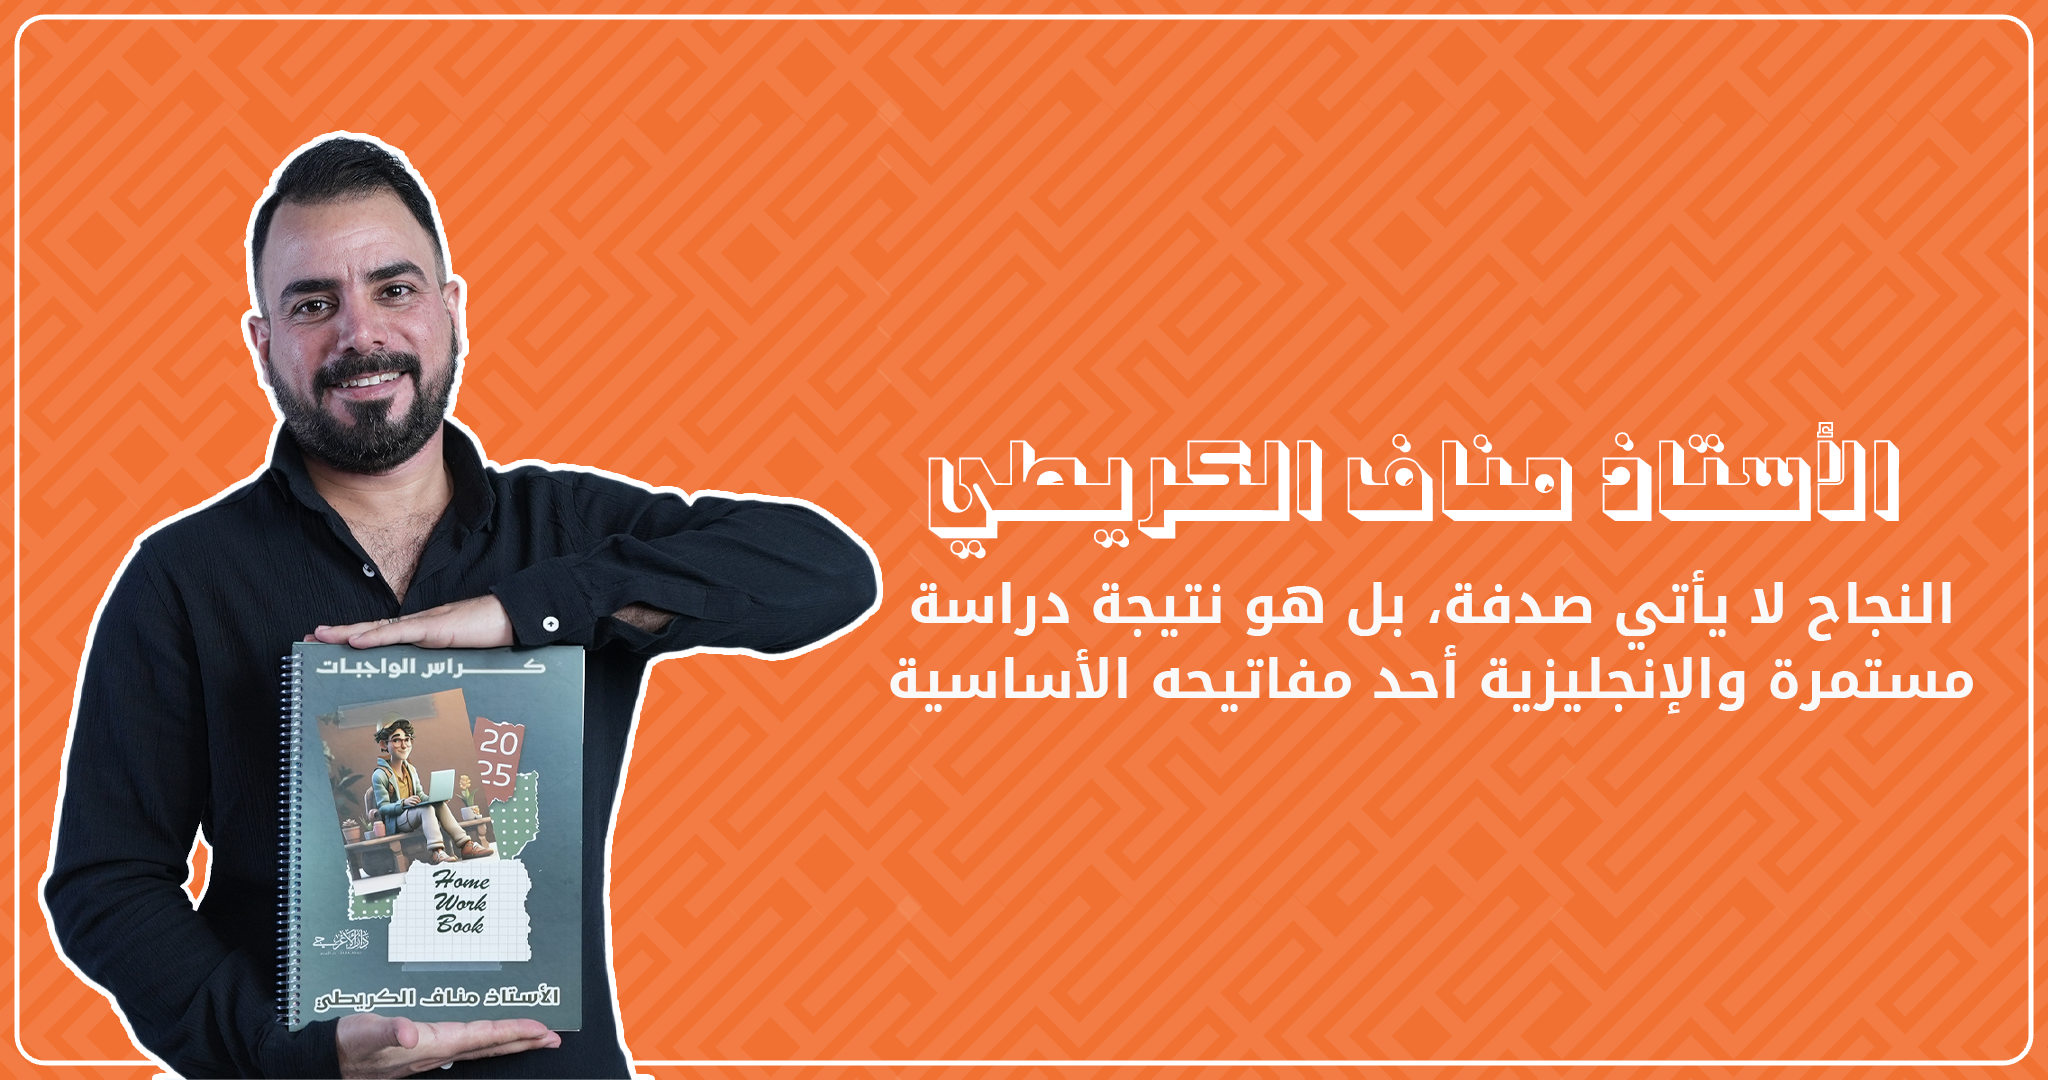 الأستاذ مناف الكريطي
النجاح لا يأتي صدفة، بل هو نتيجة دراسة
مستمرة والإنجليزية أحد مفاتيحه الأساسية
كراس الواجبات
20
25
Home
Work
Book
الأستاذ مناف الكريطي